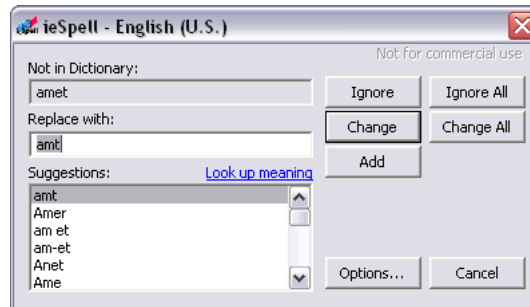 ieSpell - English (U.S.)
Not for commercial use
Not in Dictionary:
amet
Ignore
Ignore All
Replace with:
amt
Change
Change All
Add
Suggestions:
Look up meaning
amt
Amer
am et
am-et
Anet
Ame
Options...
Cancel